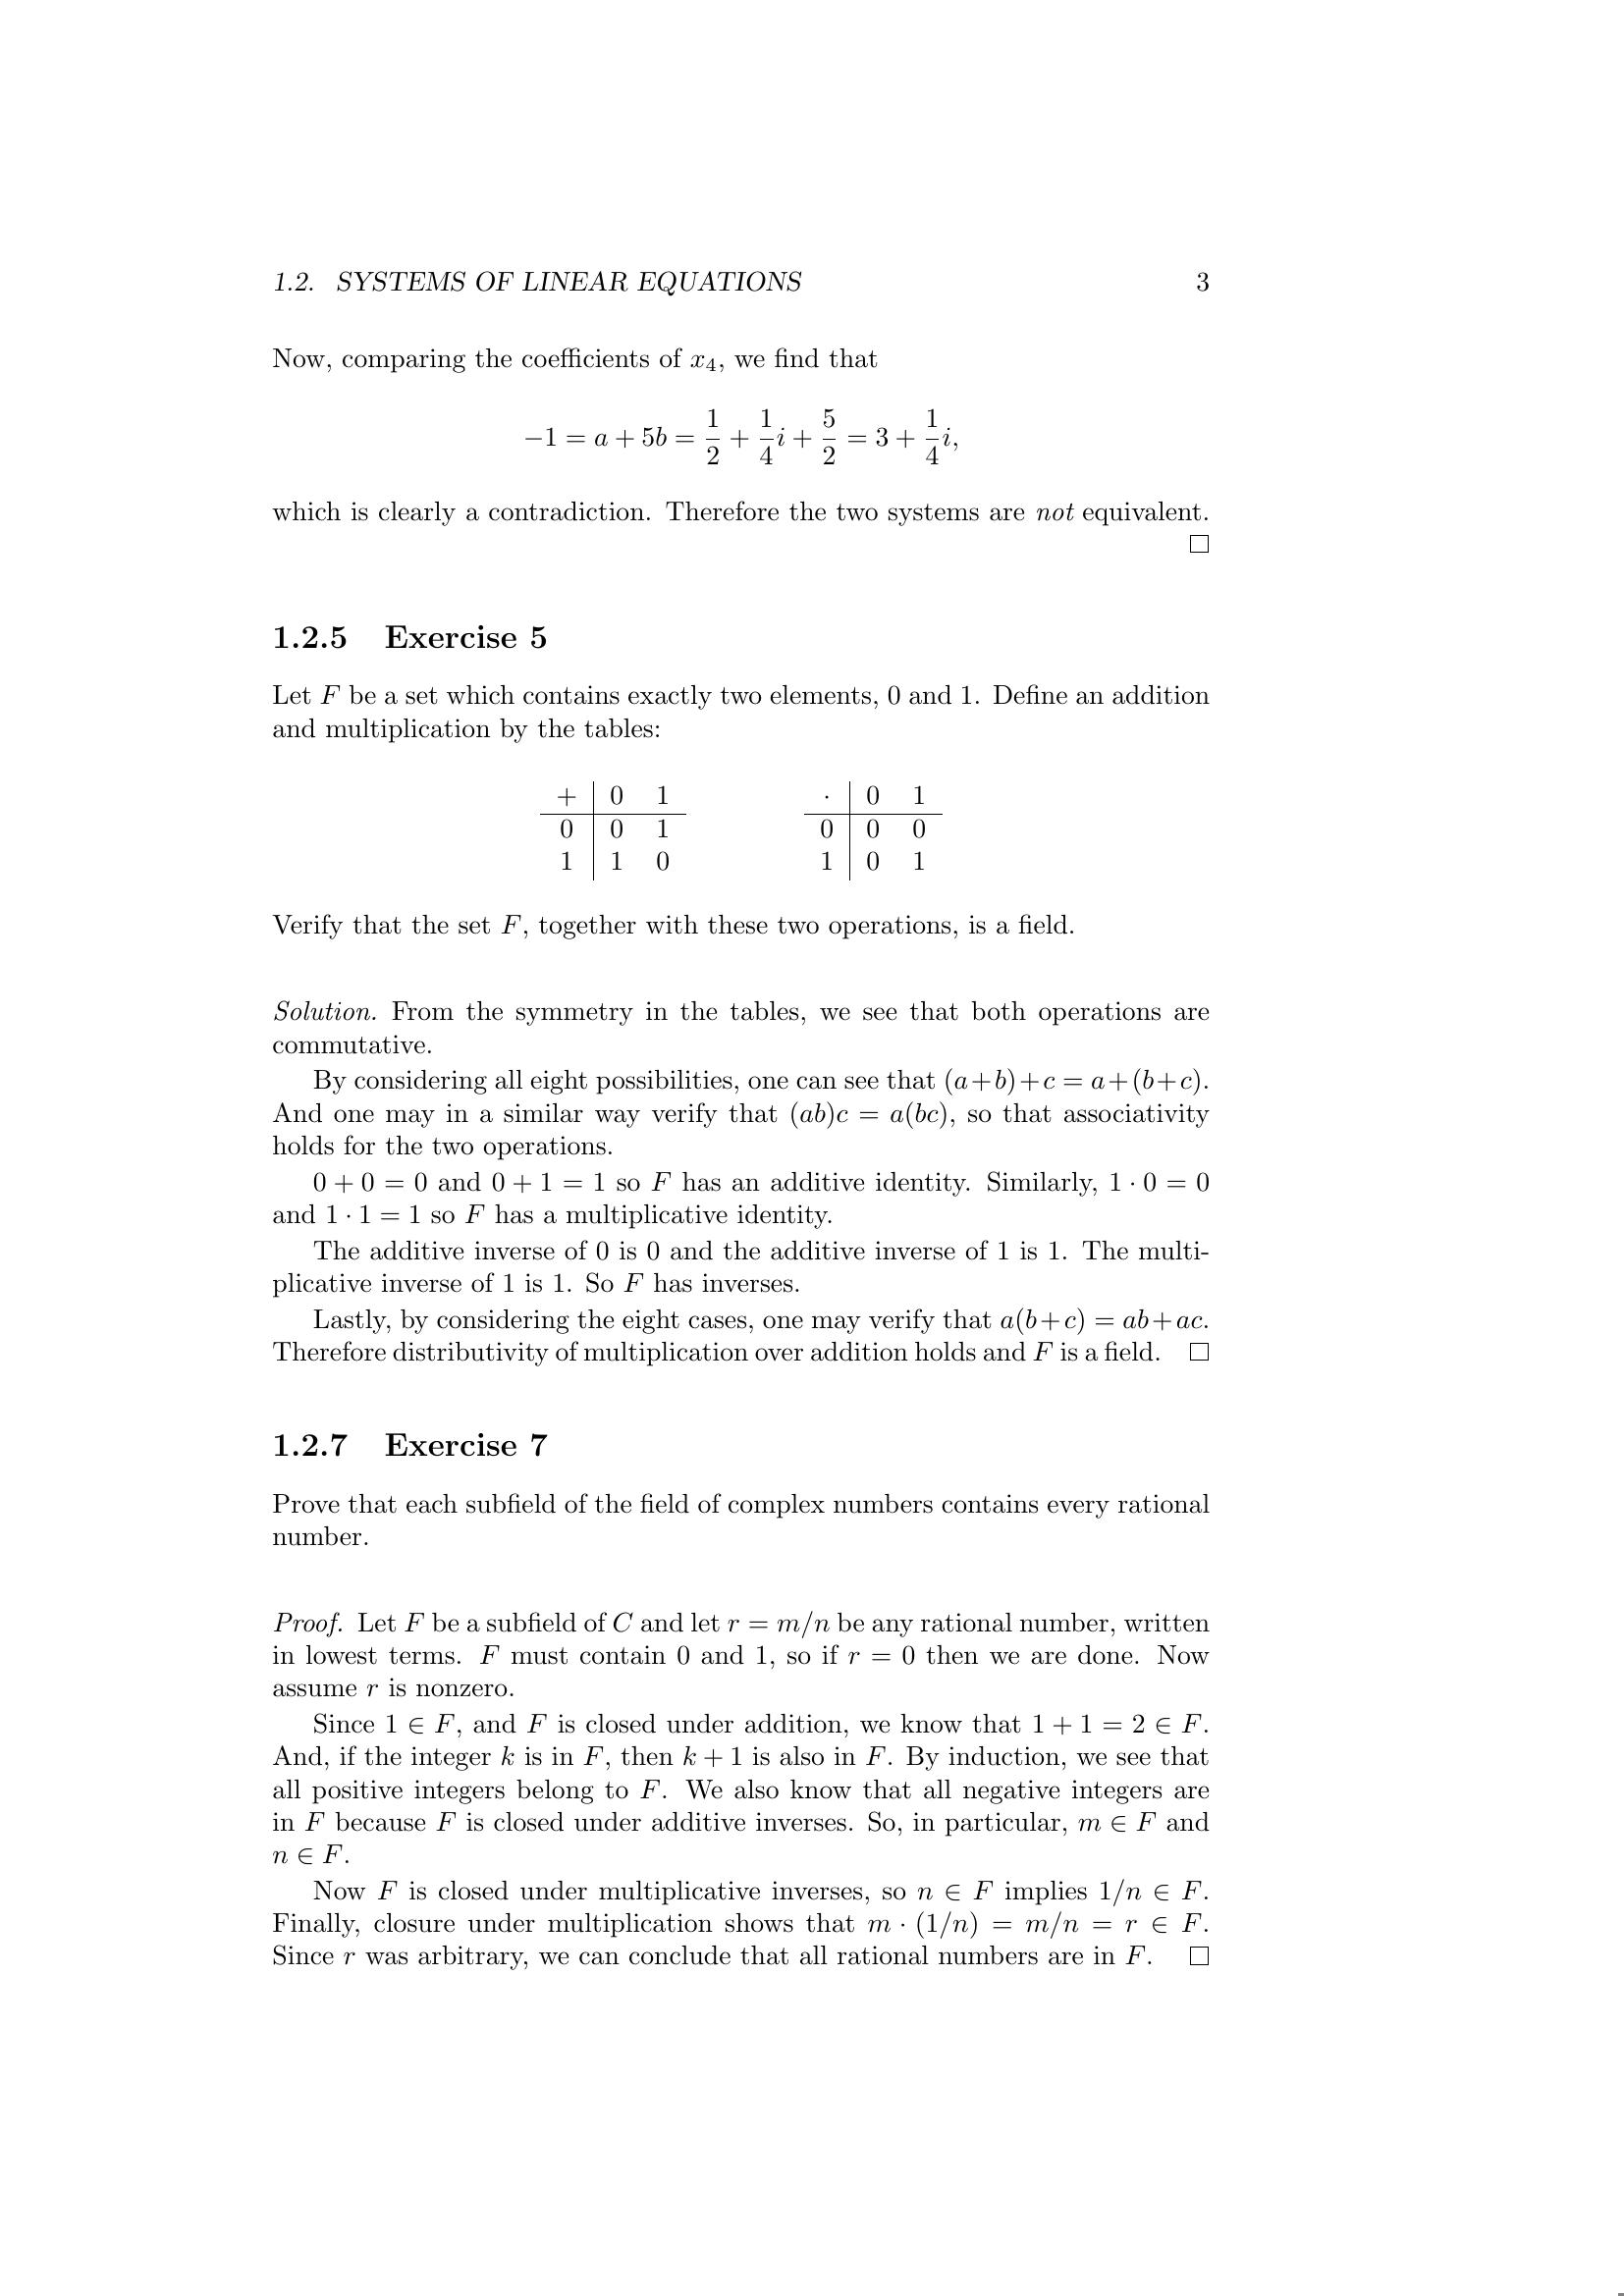 1.2. SYSTEMS OF LINEAR EQUATIONS 3
Now, comparing the coefficients of x₄, we find that
−1 = a + 5b = 1/2 + 1/4 i + 5/2 = 3 + 1/4 i,
which is clearly a contradiction. Therefore the two systems are not equivalent.
□
1.2.5 Exercise 5
Let F be a set which contains exactly two elements, 0 and 1. Define an addition
and multiplication by the tables:
+ 0 1 · 0 1
0 0 1 0 0 0
1 1 0 1 0 1
Verify that the set F, together with these two operations, is a field.
Solution. From the symmetry in the tables, we see that both operations are
commutative.
By considering all eight possibilities, one can see that (a+b)+c = a+(b+c).
And one may in a similar way verify that (ab)c = a(bc), so that associativity
holds for the two operations.
0 + 0 = 0 and 0 + 1 = 1 so F has an additive identity. Similarly, 1 · 0 = 0
and 1 · 1 = 1 so F has a multiplicative identity.
The additive inverse of 0 is 0 and the additive inverse of 1 is 1. The multi-
plicative inverse of 1 is 1. So F has inverses.
Lastly, by considering the eight cases, one may verify that a(b+c) = ab+ac.
Therefore distributivity of multiplication over addition holds and F is a field. □
1.2.7 Exercise 7
Prove that each subfield of the field of complex numbers contains every rational
number.
Proof. Let F be a subfield of C and let r = m/n be any rational number, written
in lowest terms. F must contain 0 and 1, so if r = 0 then we are done. Now
assume r is nonzero.
Since 1 ∈ F, and F is closed under addition, we know that 1 + 1 = 2 ∈ F.
And, if the integer k is in F, then k + 1 is also in F. By induction, we see that
all positive integers belong to F. We also know that all negative integers are
in F because F is closed under additive inverses. So, in particular, m ∈ F and
n ∈ F.
Now F is closed under multiplicative inverses, so n ∈ F implies 1/n ∈ F.
Finally, closure under multiplication shows that m · (1/n) = m/n = r ∈ F.
Since r was arbitrary, we can conclude that all rational numbers are in F. □